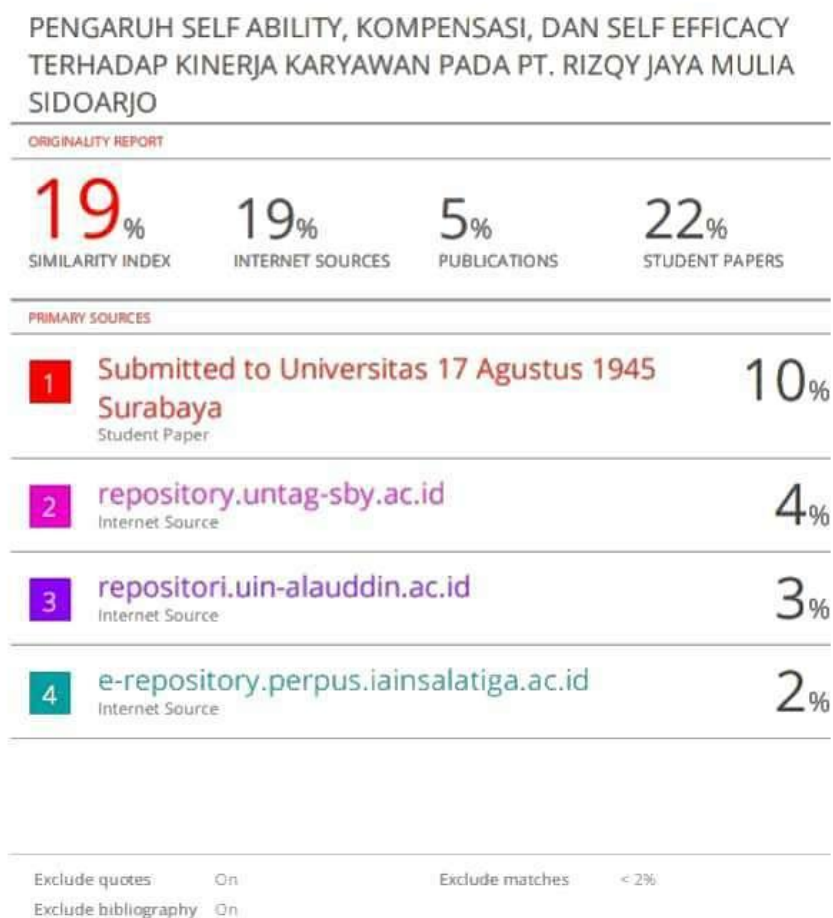 PENGARUH SELF ABILITY, KOMPENSASI, DAN SELF EFFICACY
TERHADAP KINERJA KARYAWAN PADA PT. RIZQY JAYA MULIA
SIDOARJO
ORIGINALITY REPORT
19%
SIMILARITY INDEX
19%
INTERNET SOURCES
5%
PUBLICATIONS
22%
STUDENT PAPERS
PRIMARY SOURCES
1 Submitted to Universitas 17 Agustus 1945
Surabaya
Student Paper
10%
2 repository.untag-sby.ac.id
Internet Source
4%
3 repositori.uin-alauddin.ac.id
Internet Source
3%
4 e-repository.perpus.iainsalatiga.ac.id
Internet Source
2%
Exclude quotes On
Exclude bibliography On
Exclude matches < 2%